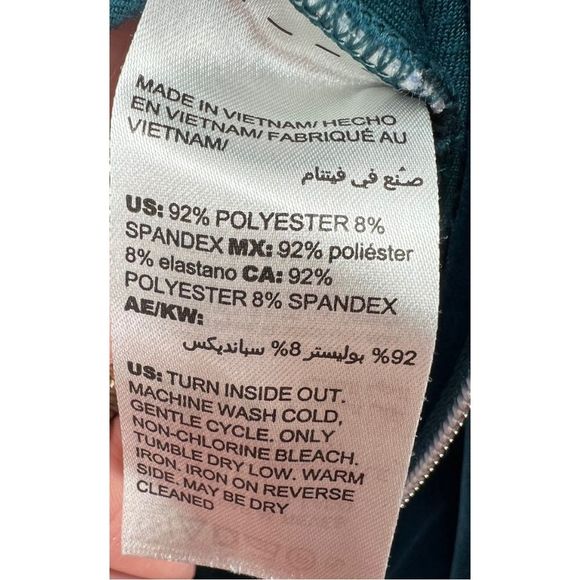 MADE IN VIETNAM/ HECHO
EN VIETNAM/ FABRIQUÉ AU
VIETNAM/
صُنع في فيتنام
US: 92% POLYESTER 8%
SPANDEX MX: 92% poliéster
8% elastano CA: 92%
POLYESTER 8% SPANDEX
AE/KW:
92% بوليستر 8% سبانديكس
US: TURN INSIDE OUT.
MACHINE WASH COLD,
GENTLE CYCLE. ONLY
NON-CHLORINE BLEACH.
TUMBLE DRY LOW. WARM
IRON. IRON ON REVERSE
SIDE. MAY BE DRY
CLEANED